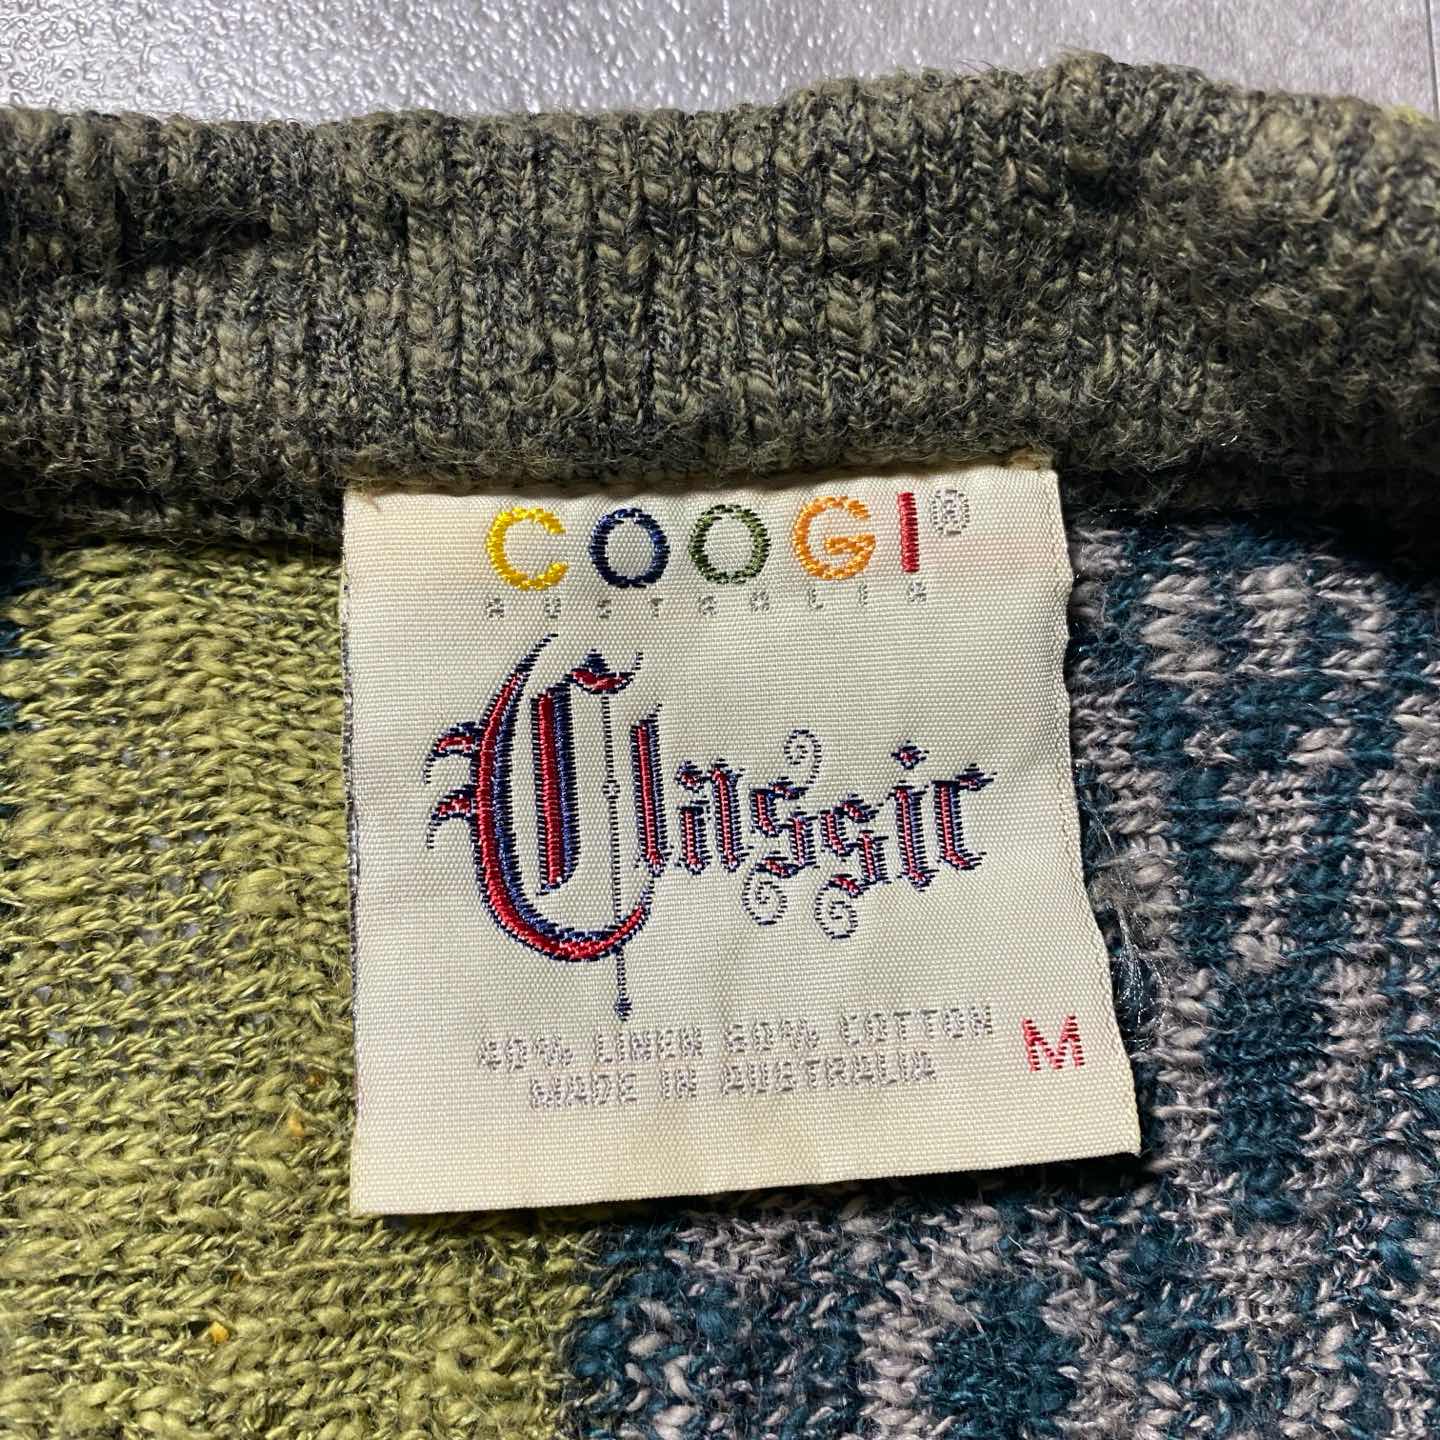 COOGI®
AUSTRALIA
Classic
40% LINEN 60% COTTON
MADE IN AUSTRALIA
M